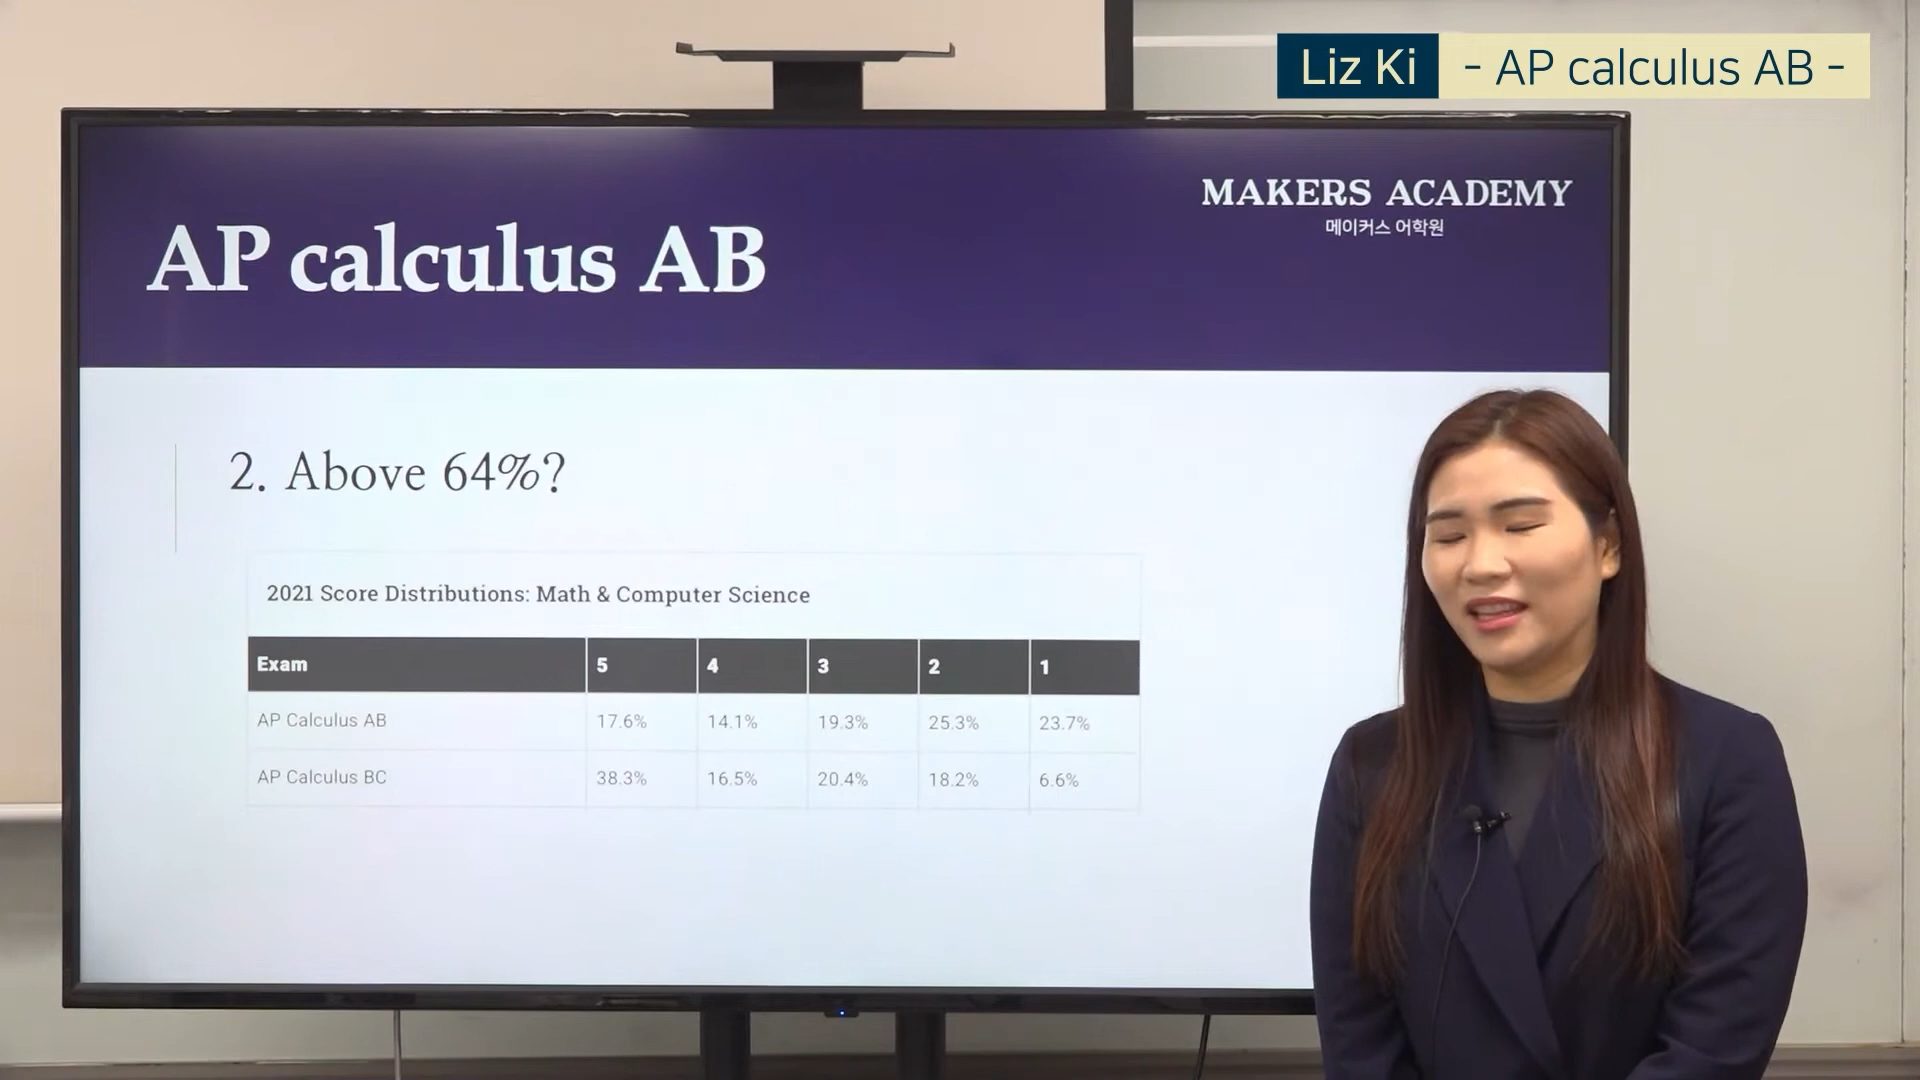 Liz Ki - AP calculus AB -
MAKERS ACADEMY
메이커스 어학원
AP calculus AB
2. Above 64%?
2021 Score Distributions: Math & Computer Science
Exam 5 4 3 2 1
AP Calculus AB 17.6% 14.1% 19.3% 25.3% 23.7%
AP Calculus BC 38.3% 16.5% 20.4% 18.2% 6.6%